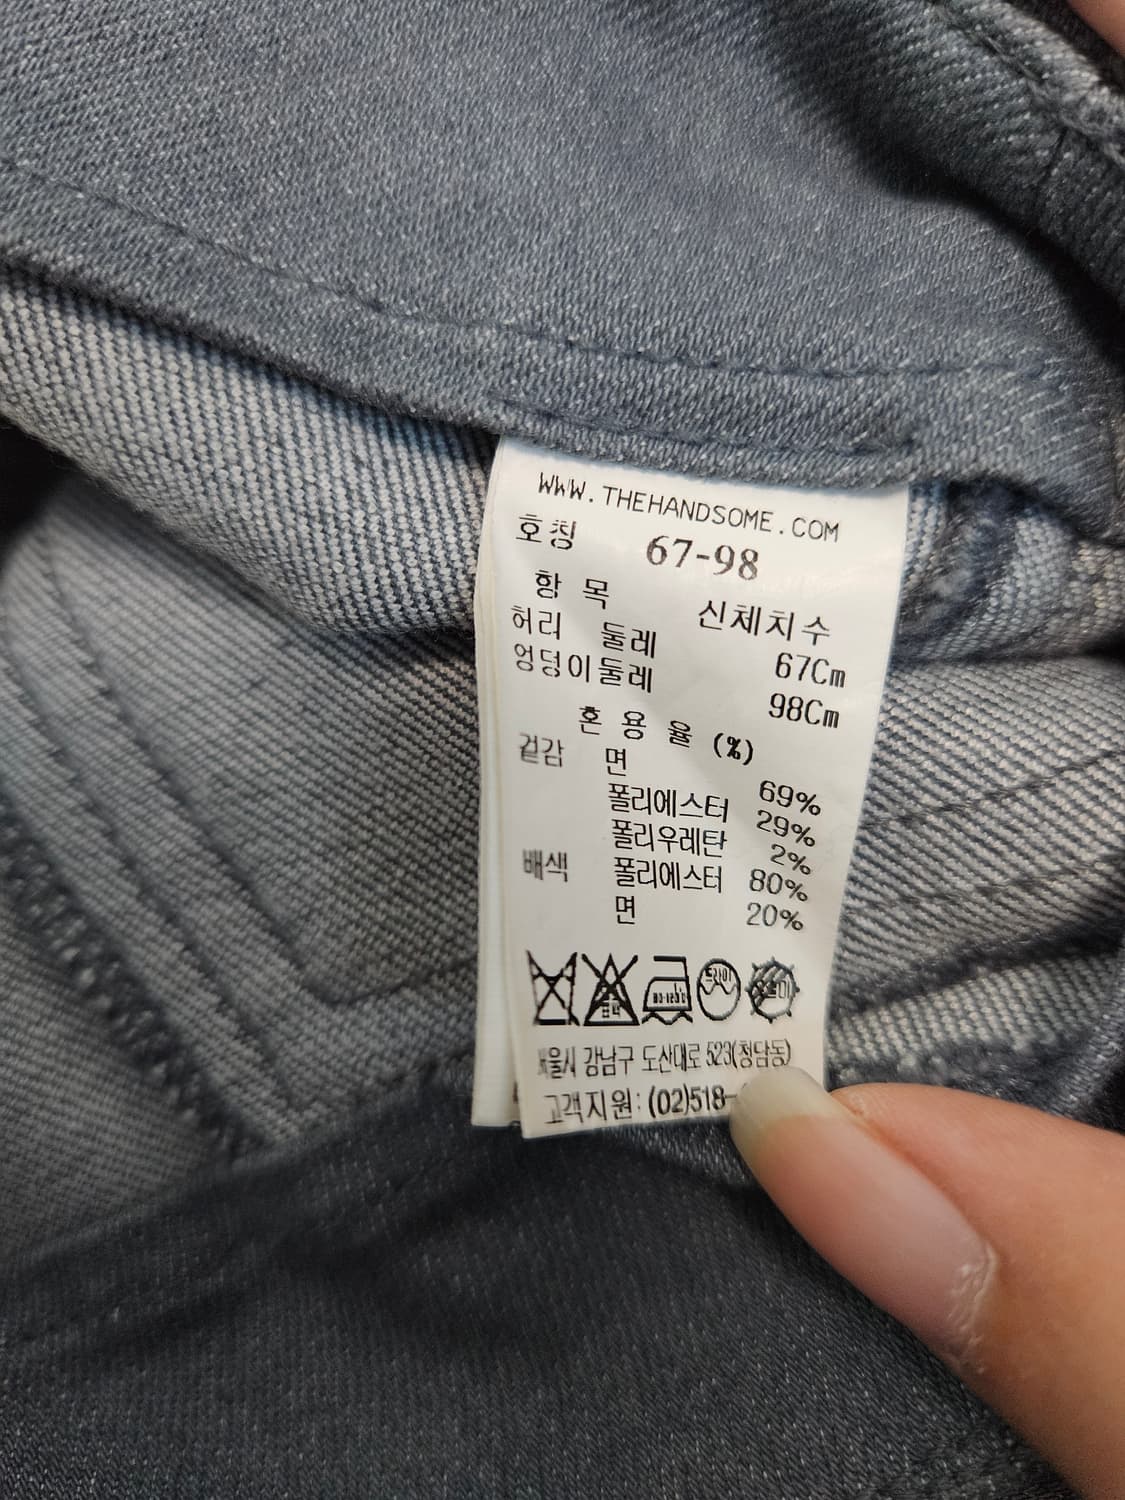 WWW.THEHANDSOME.COM
호칭 67-98
항 목 신체치수
허리 둘레 67Cm
엉덩이둘레 98Cm
혼 용 율 (%)
겉감 면 69%
폴리에스터 29%
폴리우레탄 2%
배색 폴리에스터 80%
면 20%
드라이
서울시 강남구 도산대로 523(청담동)
고객지원: (02)518-